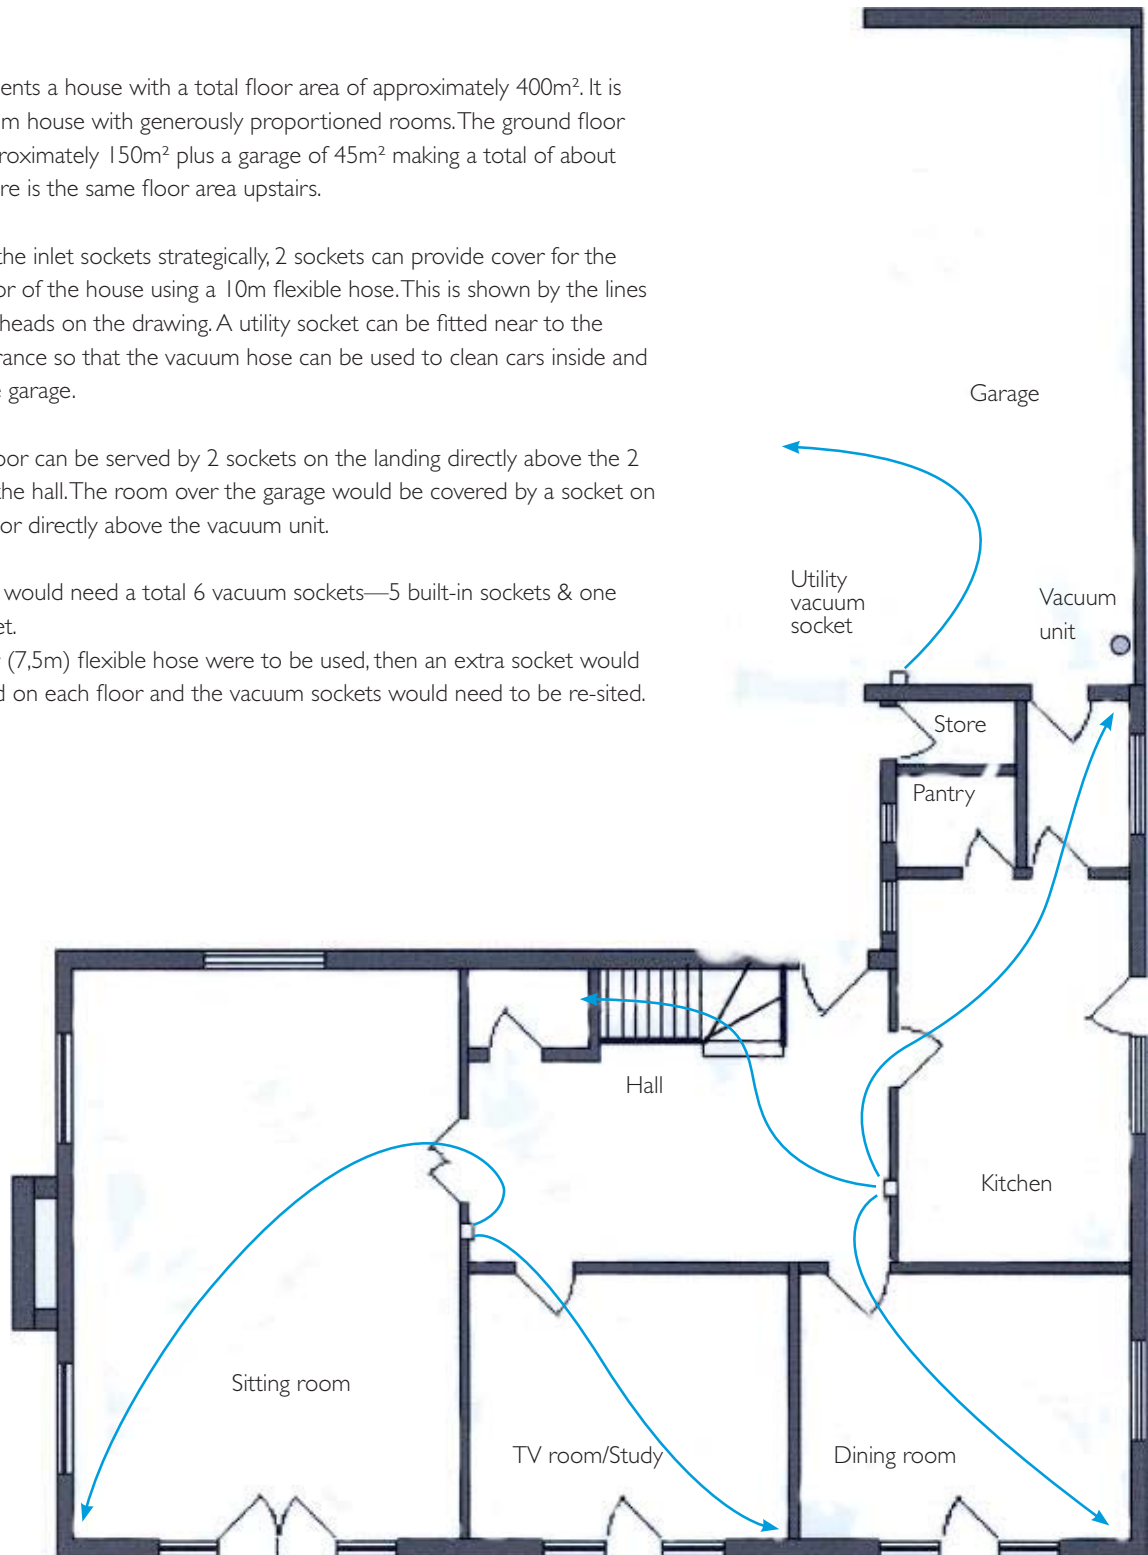 ents a house with a total floor area of approximately 400m². It is
m house with generously proportioned rooms. The ground floor
roximately 150m² plus a garage of 45m² making a total of about
re is the same floor area upstairs.
the inlet sockets strategically, 2 sockets can provide cover for the
or of the house using a 10m flexible hose. This is shown by the lines
heads on the drawing. A utility socket can be fitted near to the
rance so that the vacuum hose can be used to clean cars inside and
e garage.
oor can be served by 2 sockets on the landing directly above the 2
the hall. The room over the garage would be covered by a socket on
or directly above the vacuum unit.
would need a total 6 vacuum sockets—5 built-in sockets & one
et.
(7,5m) flexible hose were to be used, then an extra socket would
d on each floor and the vacuum sockets would need to be re-sited.
Garage
Utility
vacuum
socket
Vacuum
unit
Store
Pantry
Hall
Kitchen
Sitting room
TV room/Study
Dining room